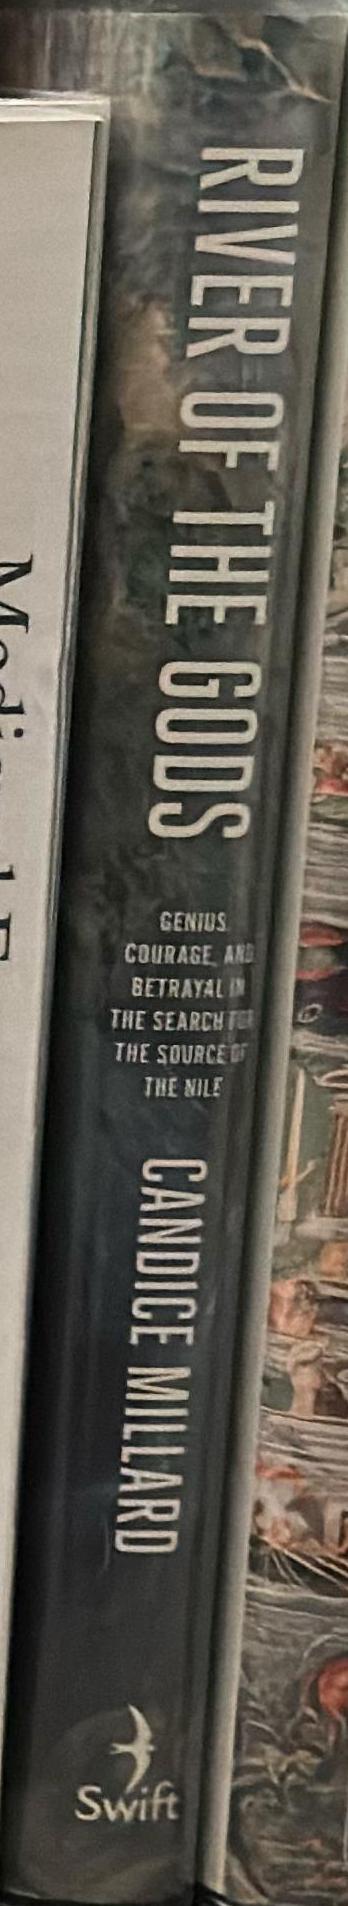 RIVER OF THE GODS
GENIUS,
COURAGE, AND
BETRAYAL IN
THE SEARCH FOR
THE SOURCE OF
THE NILE
CANDICE MILLARD
Swift